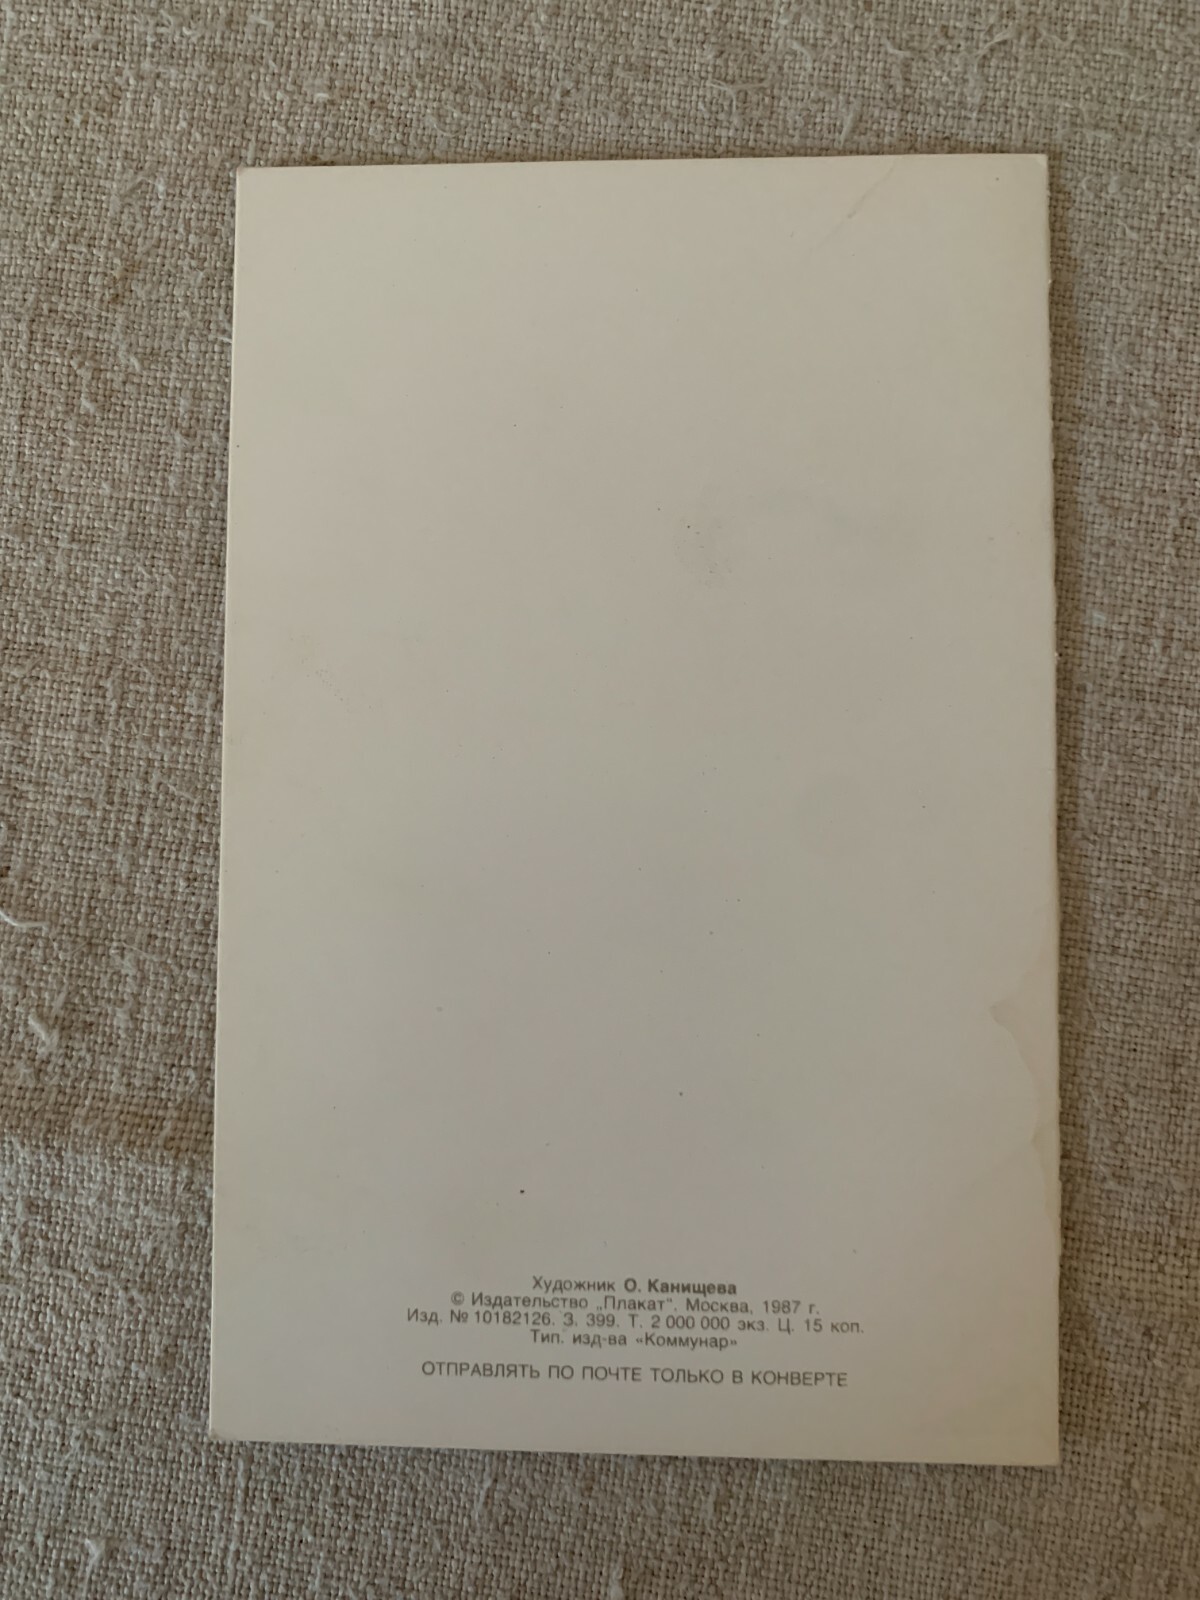 Художник О. Канищева
© Издательство „Плакат“. Москва, 1987 г.
Изд. № 10182126. З. 399. Т. 2 000 000 экз. Ц. 15 коп.
Тип. изд-ва «Коммунар»
ОТПРАВЛЯТЬ ПО ПОЧТЕ ТОЛЬКО В КОНВЕРТЕ